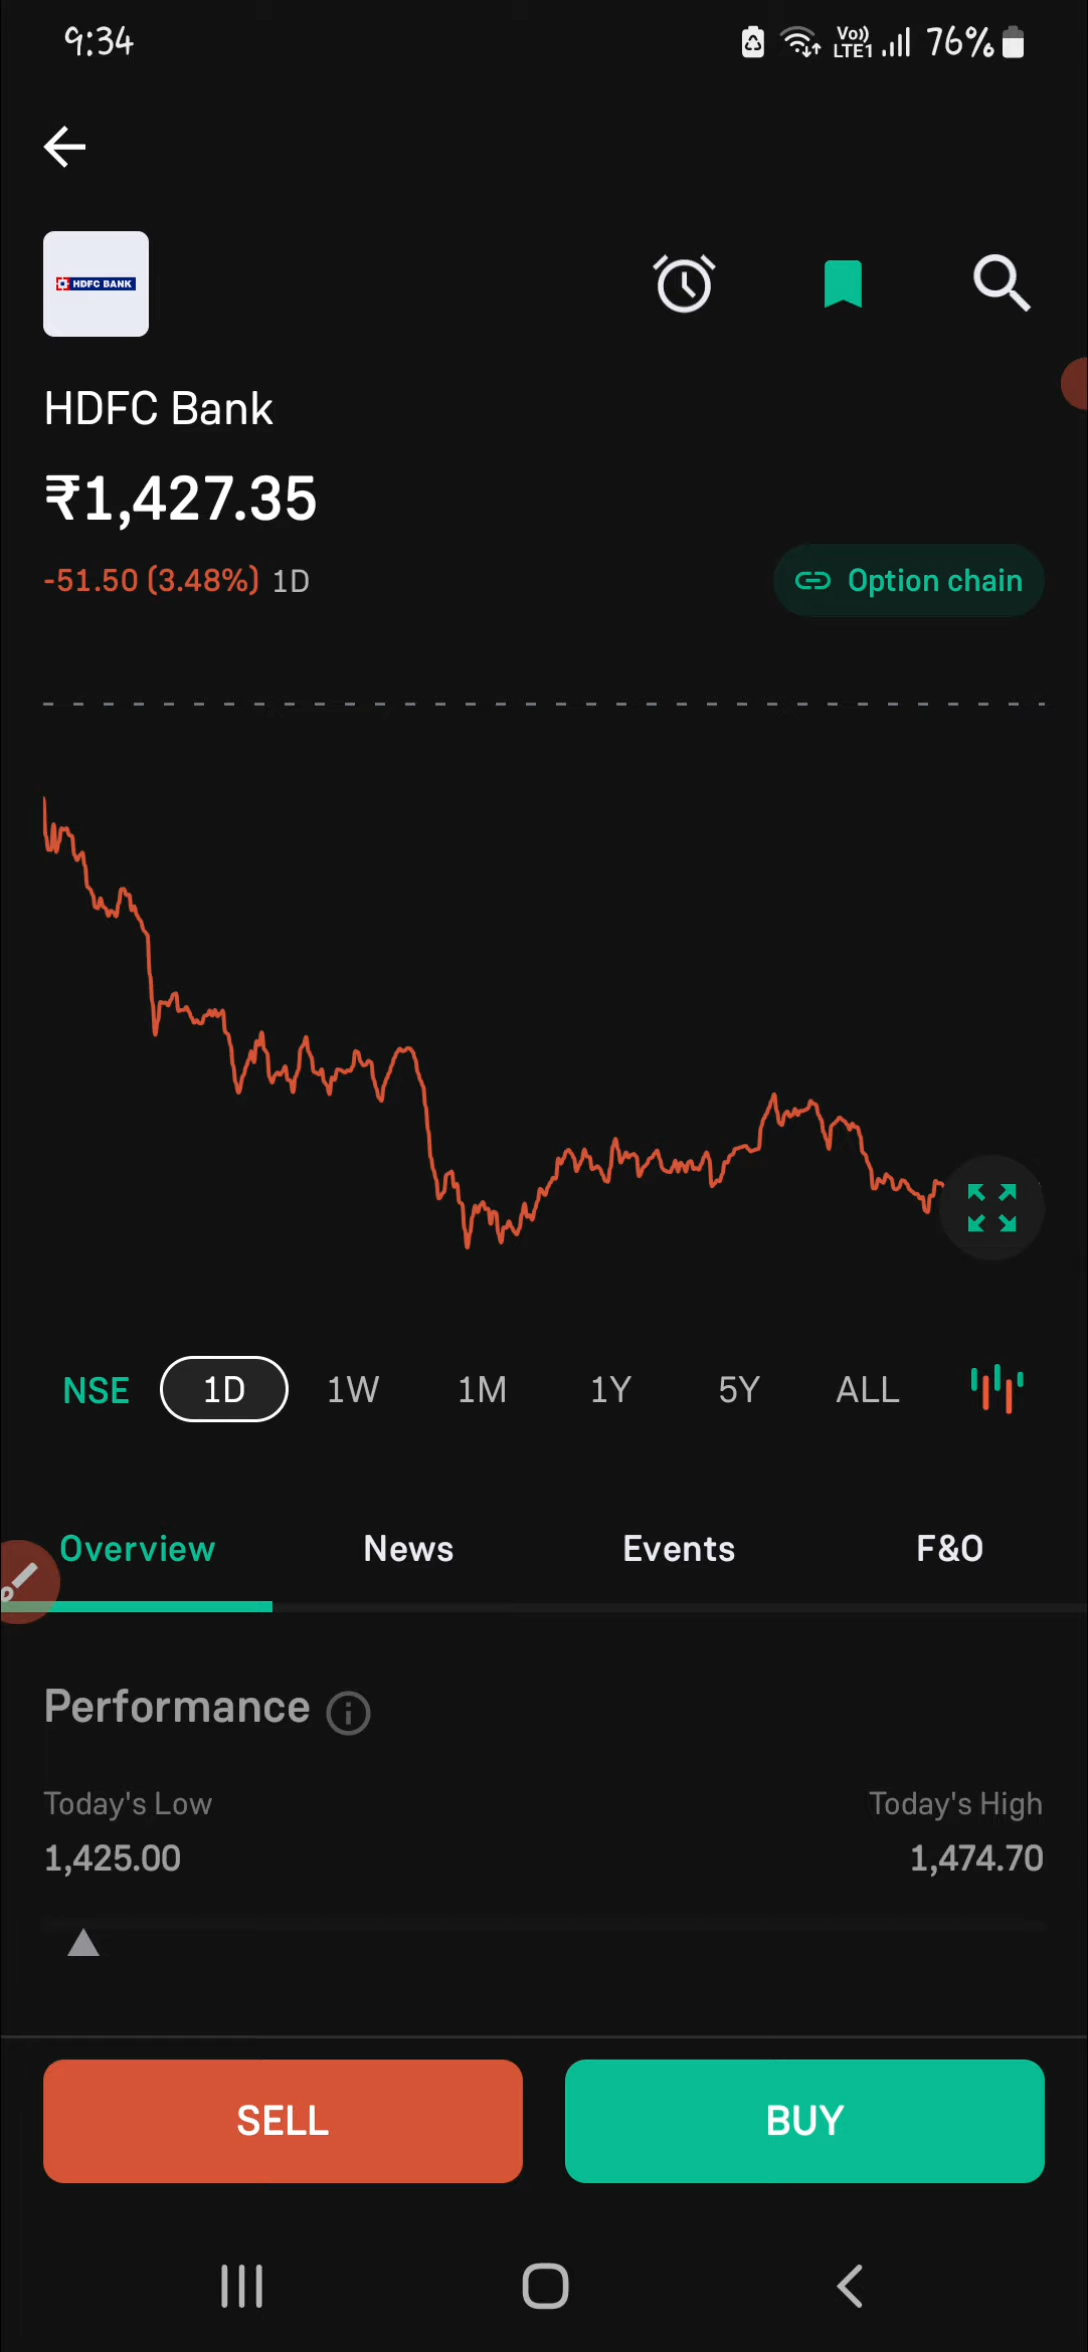 9:34
Vo)) LTE1 76%
HDFC BANK
HDFC Bank
₹1,427.35
-51.50 (3.48%) 1D
Option chain
NSE 1D 1W 1M 1Y 5Y ALL
Overview News Events F&O
Performance
Today's Low Today's High
1,425.00 1,474.70
SELL BUY